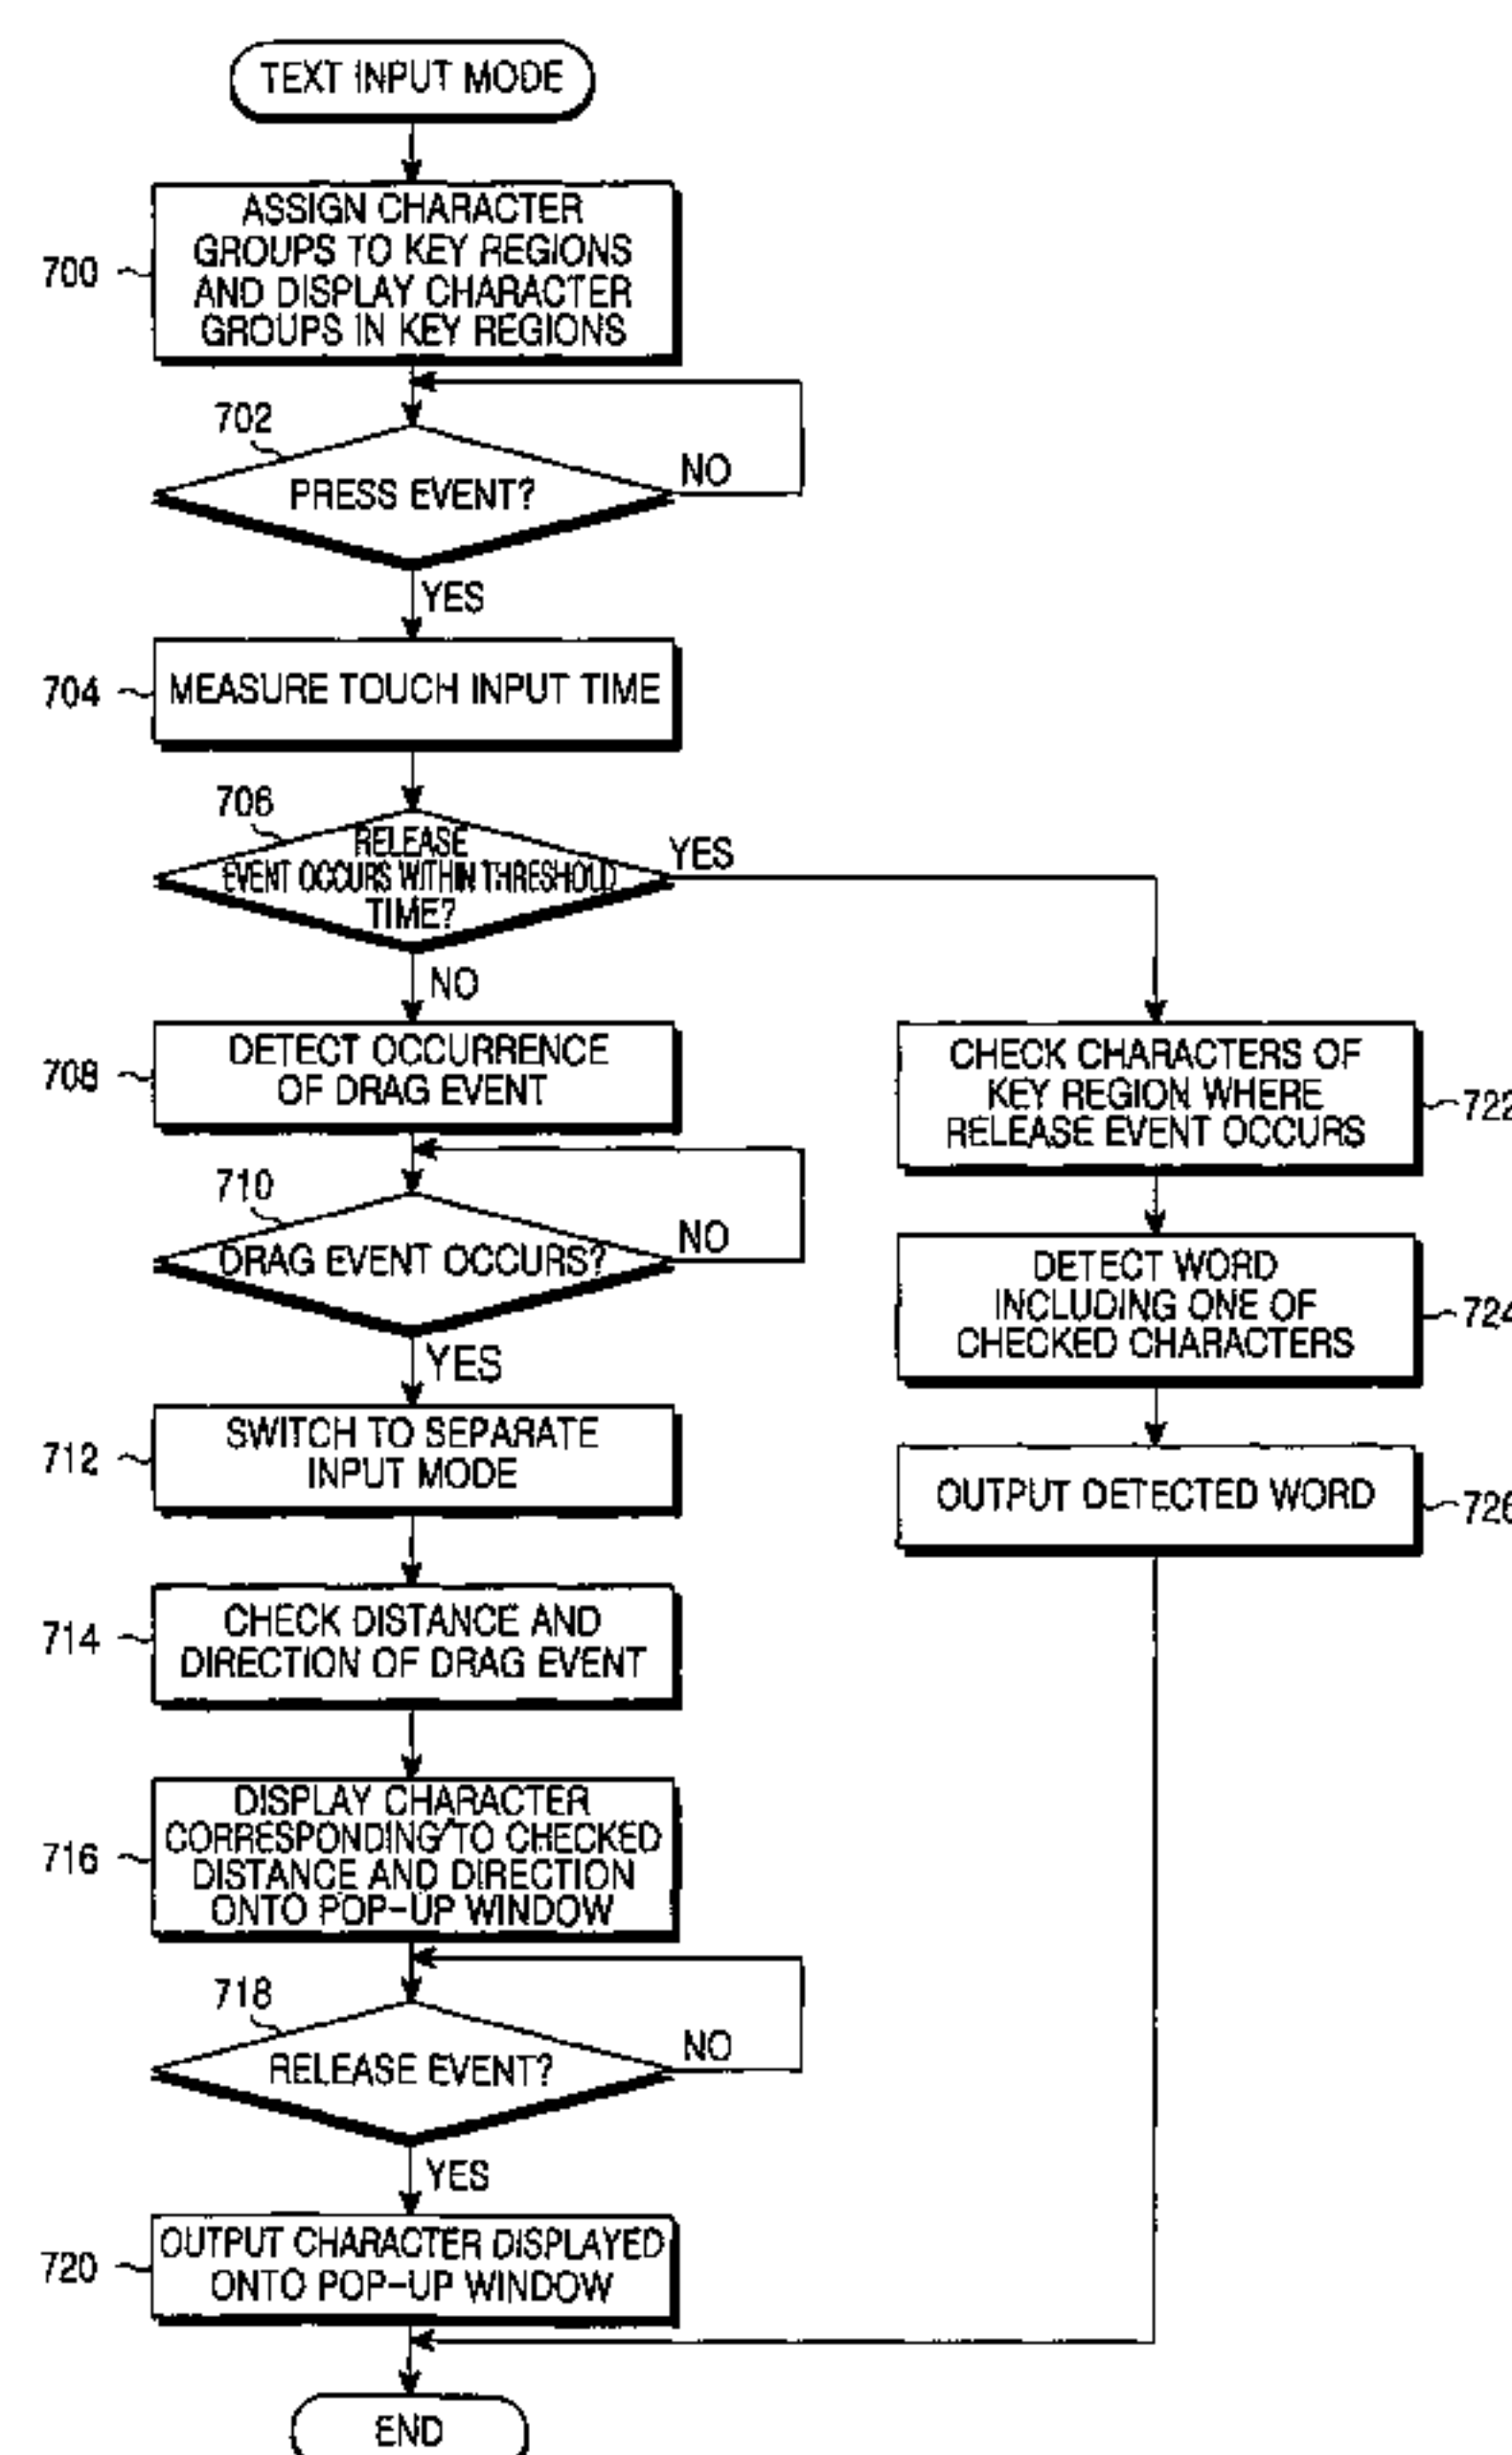 TEXT INPUT MODE
700
ASSIGN CHARACTER
GROUPS TO KEY REGIONS
AND DISPLAY CHARACTER
GROUPS IN KEY REGIONS
702
PRESS EVENT?
NO
YES
704
MEASURE TOUCH INPUT TIME
706
RELEASE
EVENT OCCURS WITHIN THRESHOLD
TIME?
YES
NO
708
DETECT OCCURRENCE
OF DRAG EVENT
710
DRAG EVENT OCCURS?
NO
YES
712
SWITCH TO SEPARATE
INPUT MODE
714
CHECK DISTANCE AND
DIRECTION OF DRAG EVENT
716
DISPLAY CHARACTER
CORRESPONDING TO CHECKED
DISTANCE AND DIRECTION
ONTO POP-UP WINDOW
718
RELEASE EVENT?
NO
YES
720
OUTPUT CHARACTER DISPLAYED
ONTO POP-UP WINDOW
CHECK CHARACTERS OF
KEY REGION WHERE
RELEASE EVENT OCCURS
722
DETECT WORD
INCLUDING ONE OF
CHECKED CHARACTERS
724
OUTPUT DETECTED WORD
726
END